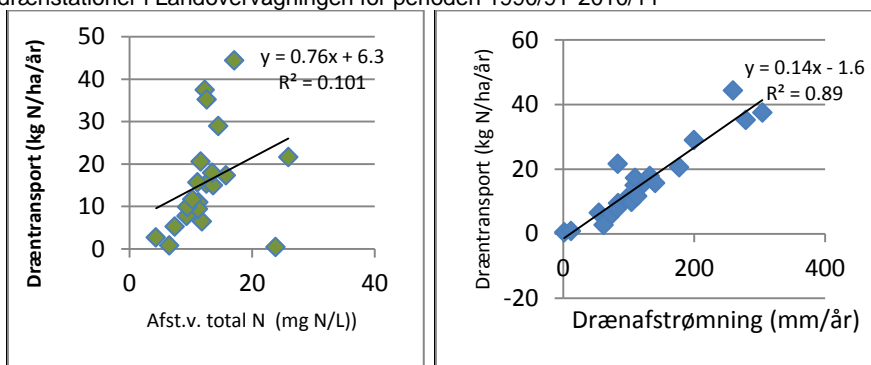 drænstationer i Landovervågningen for perioden 1990/91-2010/11
Dræntransport (kg N/ha/år)
50
40
30
20
10
0
y = 0.76x + 6.3
R² = 0.101
0
20
40
Afst.v. total N (mg N/L))
Dræntransport (kg N/ha/år)
60
40
20
0
-20
y = 0.14x - 1.6
R² = 0.89
0
200
400
Drænafstrømning (mm/år)